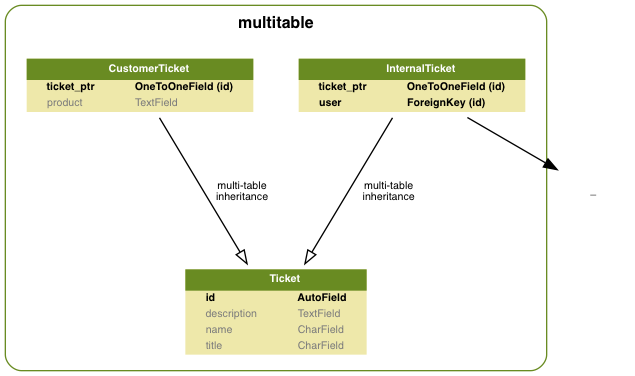 multitable
CustomerTicket
ticket_ptr OneToOneField (id)
product TextField
InternalTicket
ticket_ptr OneToOneField (id)
user ForeignKey (id)
multi-table
inheritance
multi-table
inheritance
Ticket
id AutoField
description TextField
name CharField
title CharField